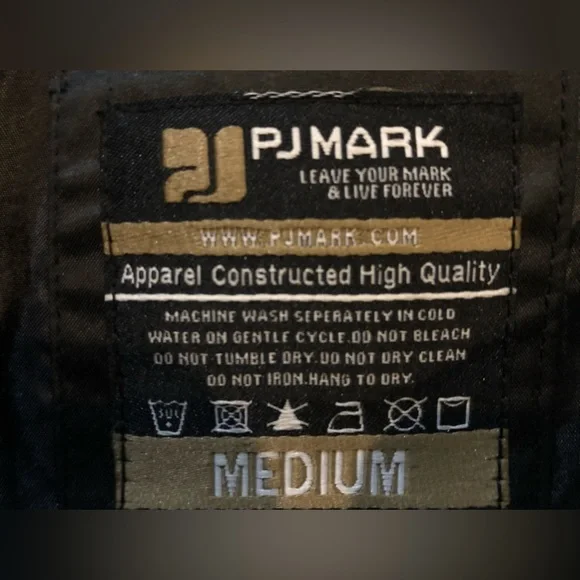 PJ MARK
LEAVE YOUR MARK
& LIVE FOREVER
WWW.PJMARK.COM
Apparel Constructed High Quality
MACHINE WASH SEPERATELY IN COLD
WATER ON GENTLE CYCLE.DO NOT BLEACH
DO NOT TUMBLE DRY.DO NOT DRY CLEAN
DO NOT IRON.HANG TO DRY.
MEDIUM